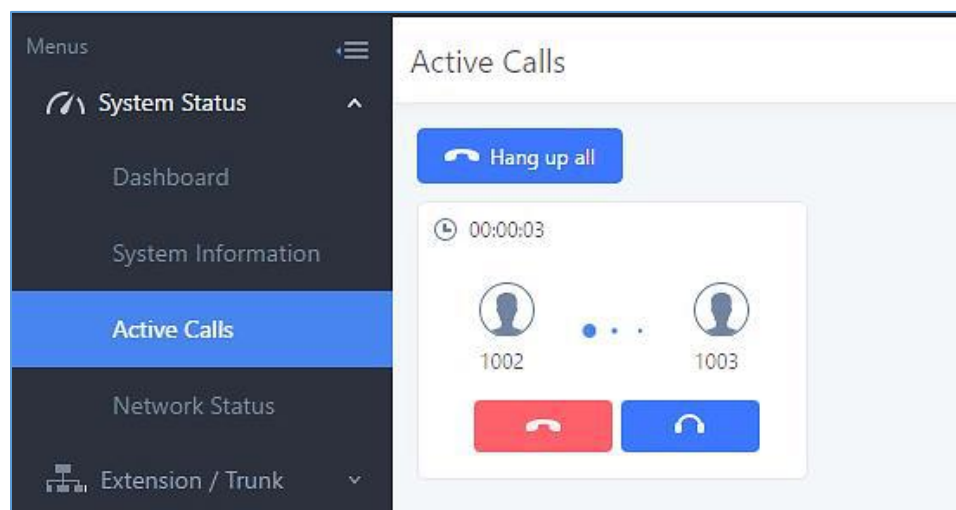 Menus
System Status
Dashboard
System Information
Active Calls
Network Status
Extension / Trunk
Active Calls
Hang up all
00:00:03
1002
1003